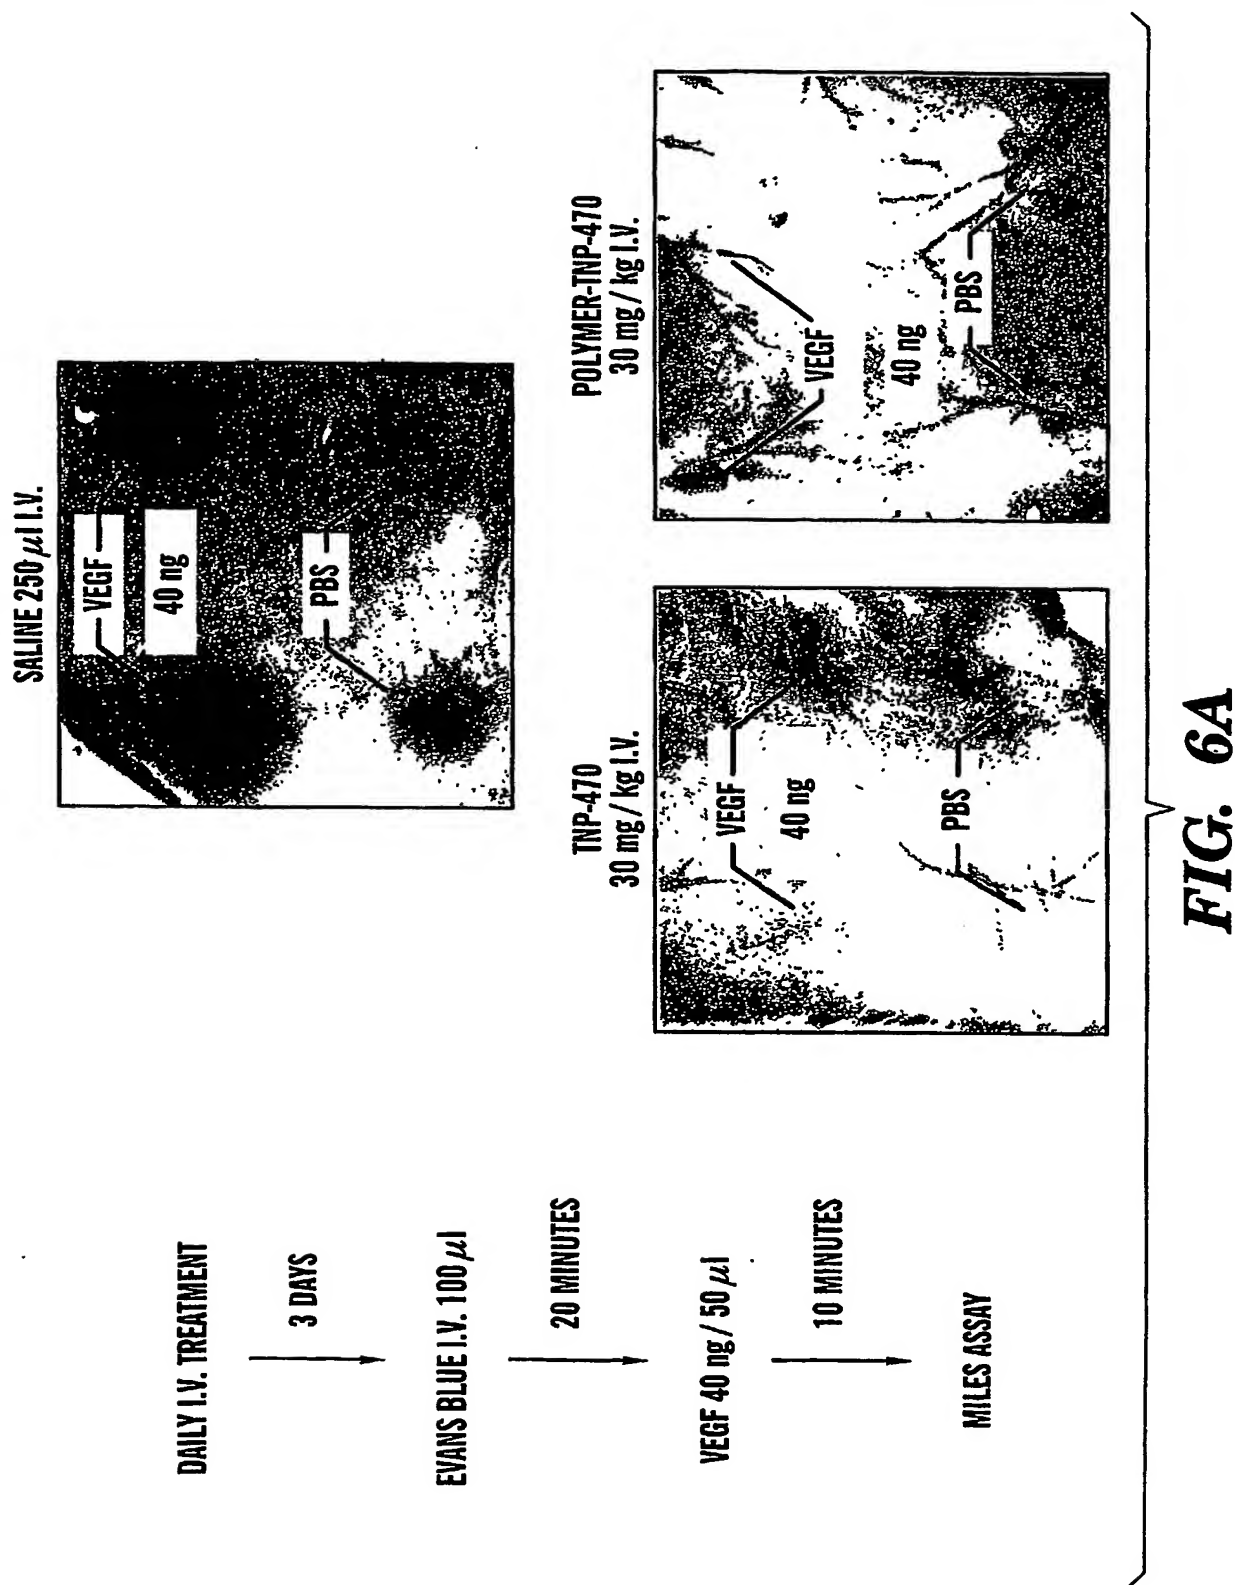 DAILY I.V. TREATMENT
3 DAYS
EVANS BLUE I.V. 100 µl
20 MINUTES
VEGF 40 ng / 50 µl
10 MINUTES
MILES ASSAY
SALINE 250 µl I.V.
VEGF
40 ng
PBS
TNP-470
30 mg / kg I.V.
VEGF
40 ng
PBS
POLYMER-TNP-470
30 mg / kg I.V.
VEGF
40 ng
PBS
FIG. 6A